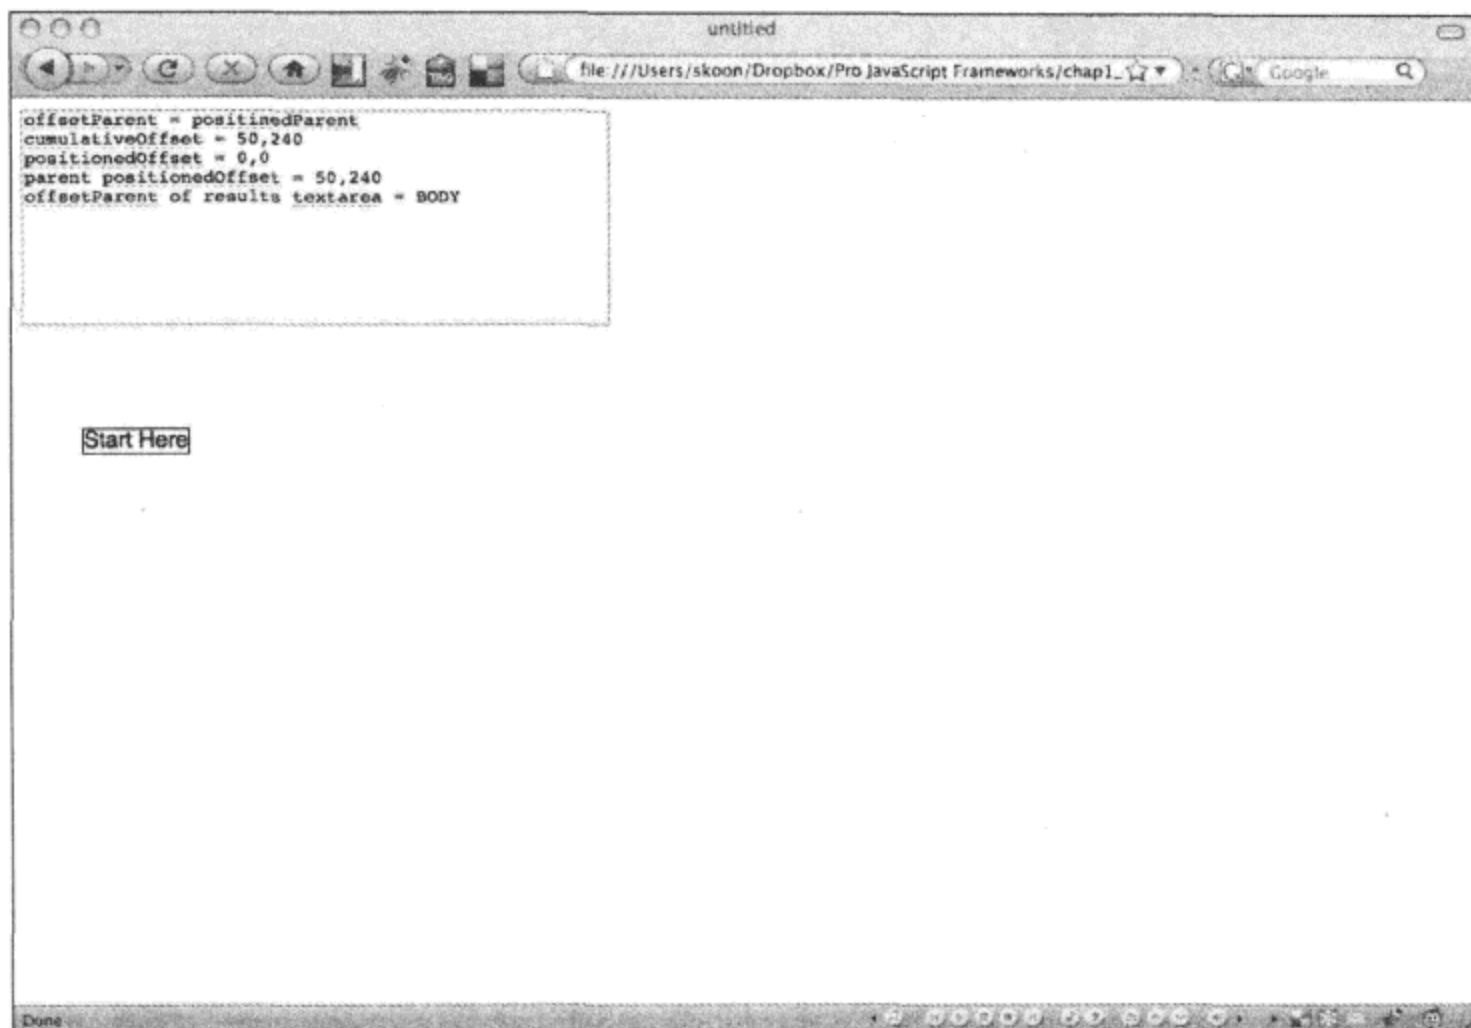 untitled
file:///Users/skoon/Dropbox/Pro JavaScript Frameworks/chap1_
Google
offsetParent = positinedParent
cumulativeOffset = 50,240
positionedOffset = 0,0
parent positionedOffset = 50,240
offsetParent of results textarea = BODY
Start Here
Done